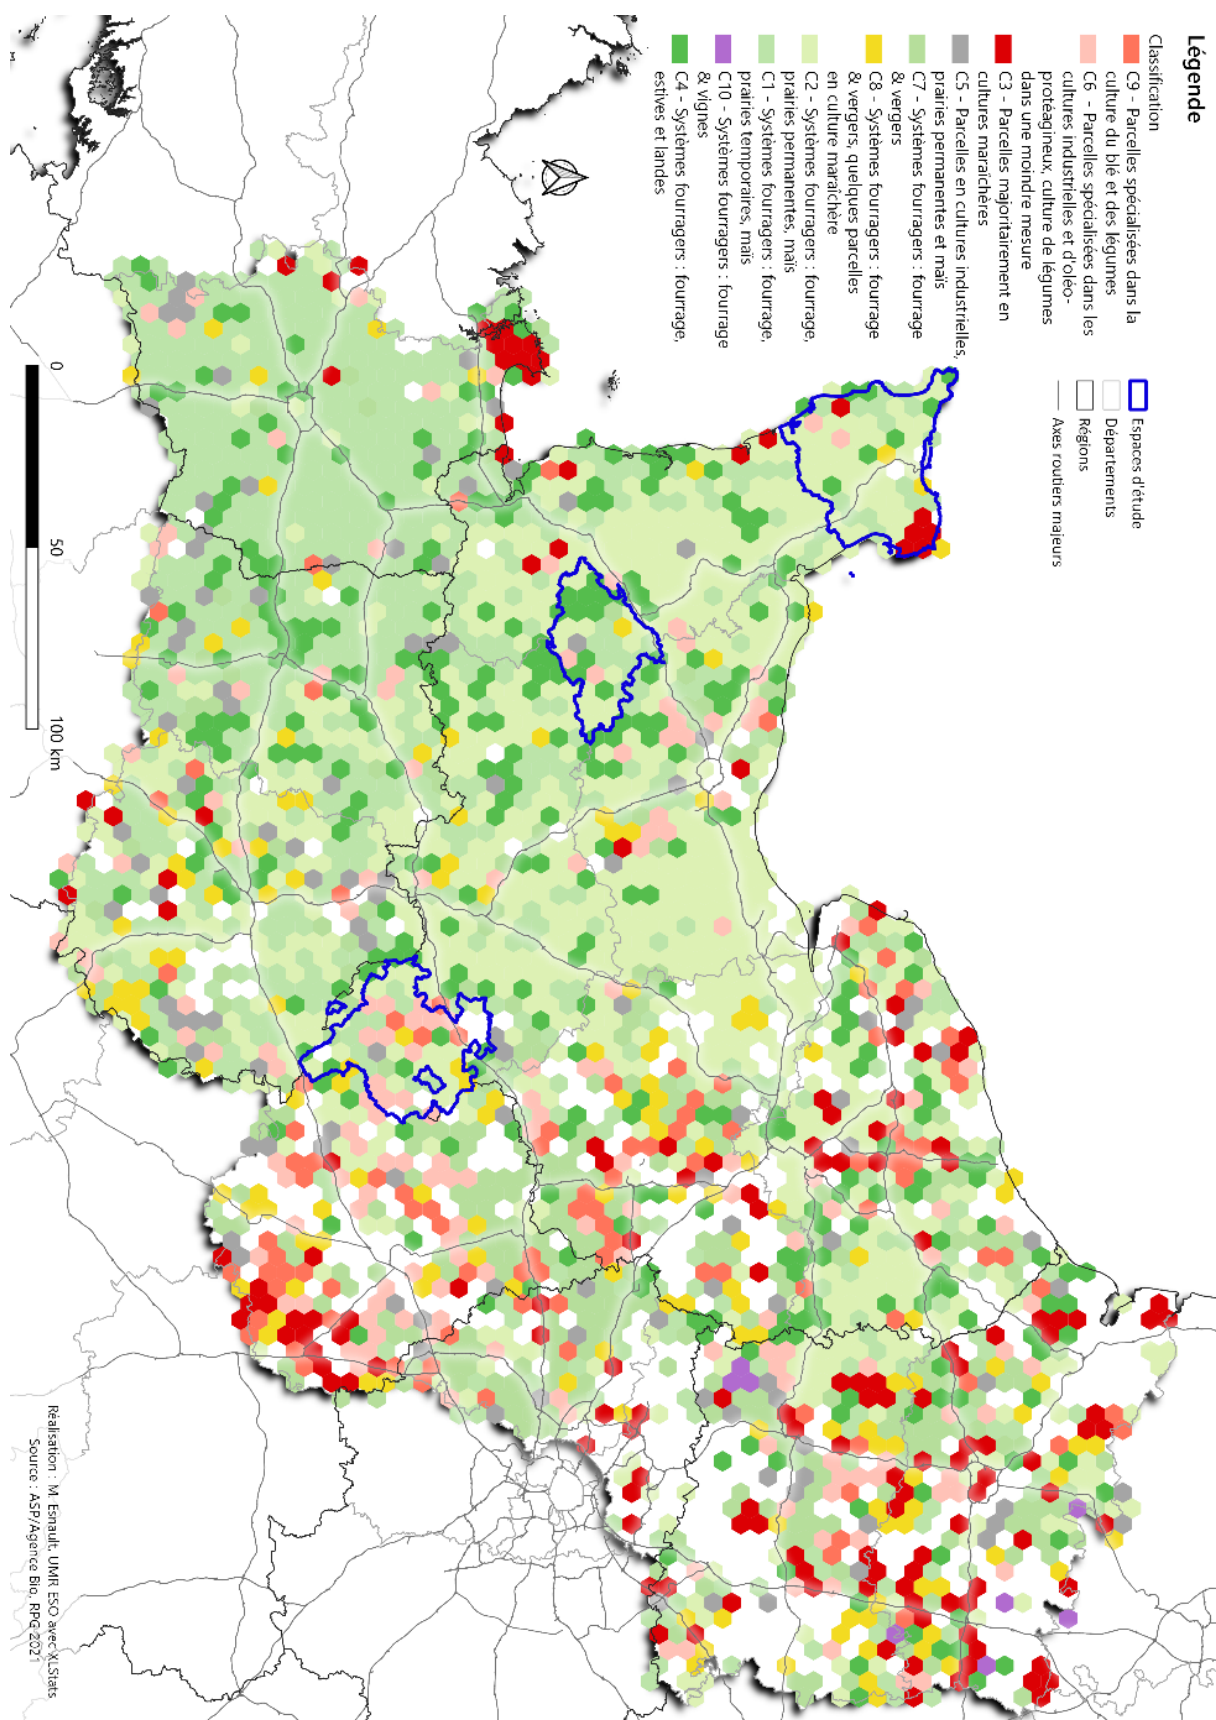 Légende
Classification
C9 - Parcelles spécialisées dans la
culture du blé et des légumes
C6 - Parcelles spécialisées dans les
cultures industrielles et d'oléo-
protéagineux, culture de légumes
dans une moindre mesure
C3 - Parcelles majoritairement en
cultures maraîchères
C5 - Parcelles en cultures industrielles,
prairies permanentes et maïs
C7 - Systèmes fourragers : fourrage
& vergers
C8 - Systèmes fourragers : fourrage
& vergers, quelques parcelles
en culture maraîchère
C2 - Systèmes fourragers : fourrage,
prairies permanentes, maïs
C1 - Systèmes fourragers : fourrage,
prairies temporaires, maïs
C10 - Systèmes fourragers : fourrage
& vignes
C4 - Systèmes fourragers : fourrage,
estives et landes
Espaces d'étude
Départements
Régions
Axes routiers majeurs
0
50
100 km
Réalisation : M. Esnault, UMR ESO avec XLStats
Source : ASP/Agence Bio, RPG 2021